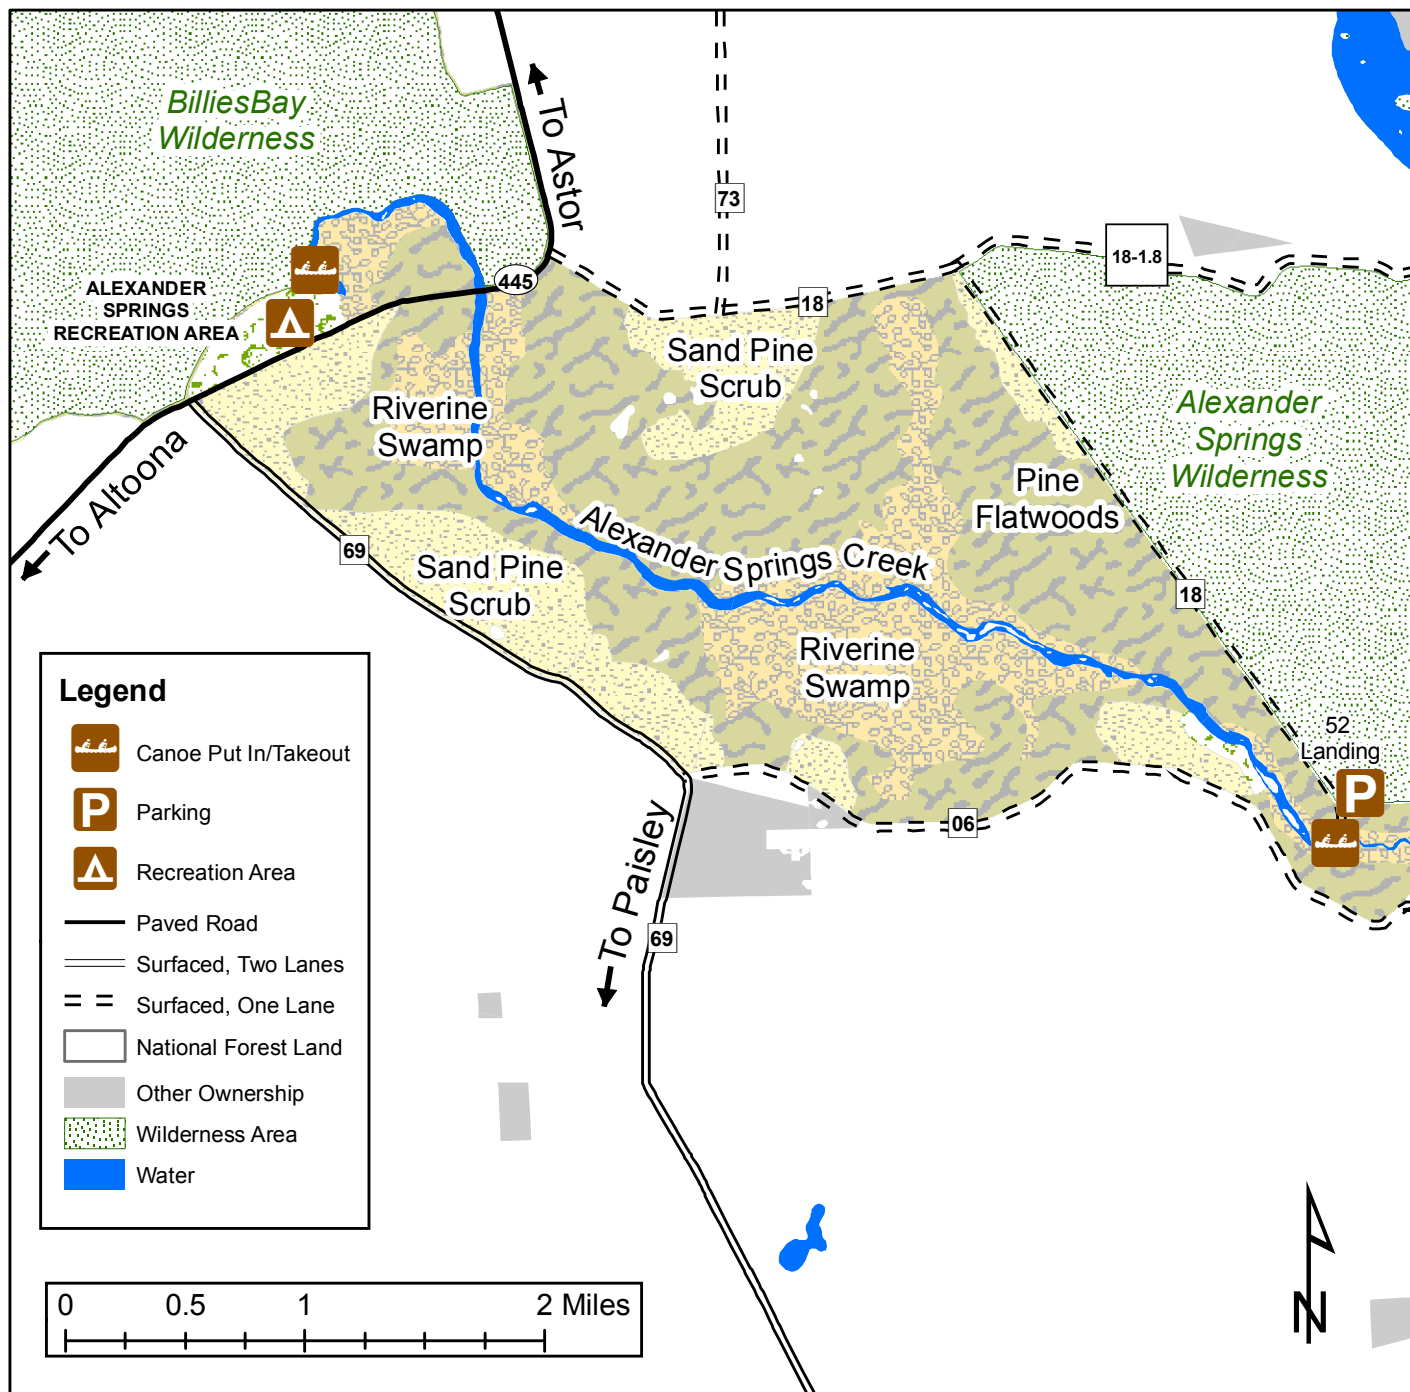 BilliesBay
Wilderness
To Astor
73
18-1.8
445
18
ALEXANDER
SPRINGS
RECREATION AREA
Sand Pine
Scrub
Riverine
Swamp
Alexander
Springs
Wilderness
To Altoona
Pine
Flatwoods
69
Alexander Springs Creek
Sand Pine
Scrub
18
Riverine
Swamp
52
Landing
P
06
To Paisley
69
Legend
Canoe Put In/Takeout
P
Parking
Recreation Area
Paved Road
Surfaced, Two Lanes
Surfaced, One Lane
National Forest Land
Other Ownership
Wilderness Area
Water
0 0.5 1 2 Miles
N